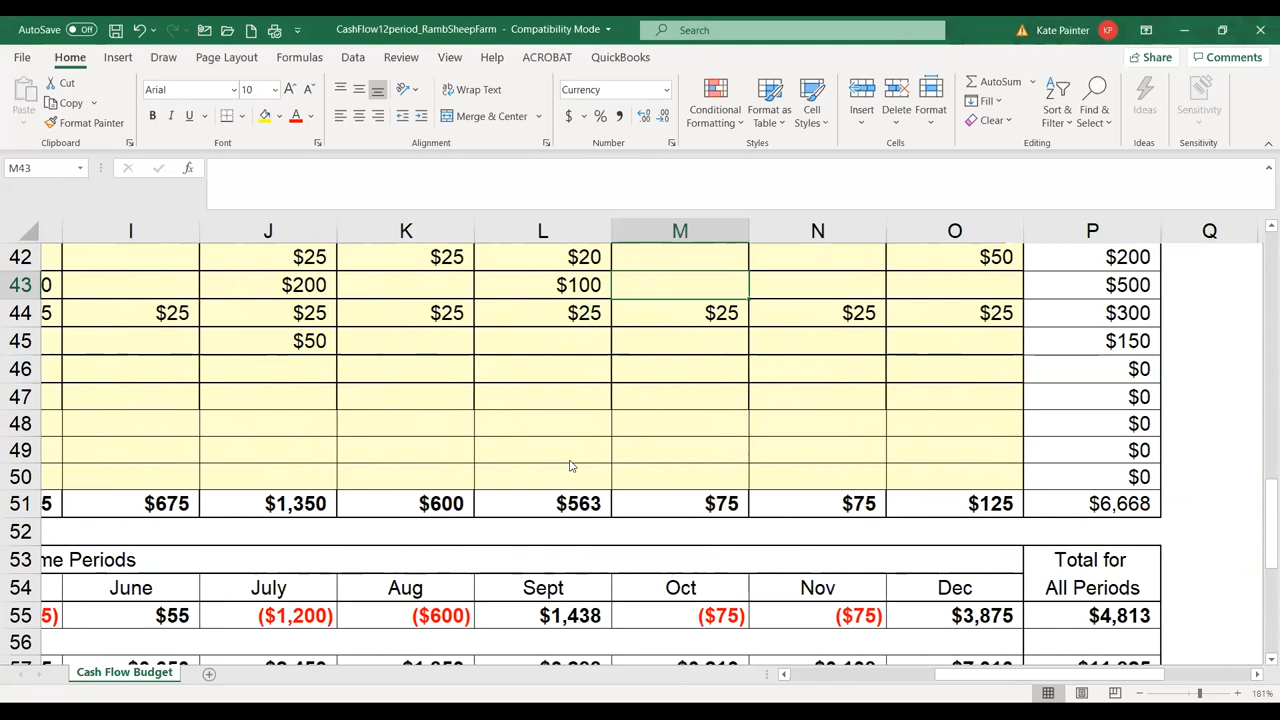 AutoSave Off CashFlow12period_RambSheepFarm - Compatibility Mode Search Kate Painter KP
File Home Insert Draw Page Layout Formulas Data Review View Help ACROBAT QuickBooks Share Comments
Paste Cut Copy Format Painter
Clipboard
Arial 10 A A B I U A
Font
Wrap Text
Merge & Center
Alignment
Currency
$ % ,
Number
Conditional Formatting Format as Table Cell Styles
Styles
Insert Delete Format
Cells
AutoSum Fill Clear Sort & Filter Find & Select
Editing
Ideas
Ideas
Sensitivity
Sensitivity
M43 fx
I J K L M N O P Q
42 $25 $25 $20 $50 $200
43 0 $200 $100 $500
44 5 $25 $25 $25 $25 $25 $25 $25 $300
45 $50 $150
46 $0
47 $0
48 $0
49 $0
50 $0
51 5 $675 $1,350 $600 $563 $75 $75 $125 $6,668
52
53 me Periods Total for
54 June July Aug Sept Oct Nov Dec All Periods
55 5) $55 ($1,200) ($600) $1,438 ($75) ($75) $3,875 $4,813
56
57
Cash Flow Budget
181%